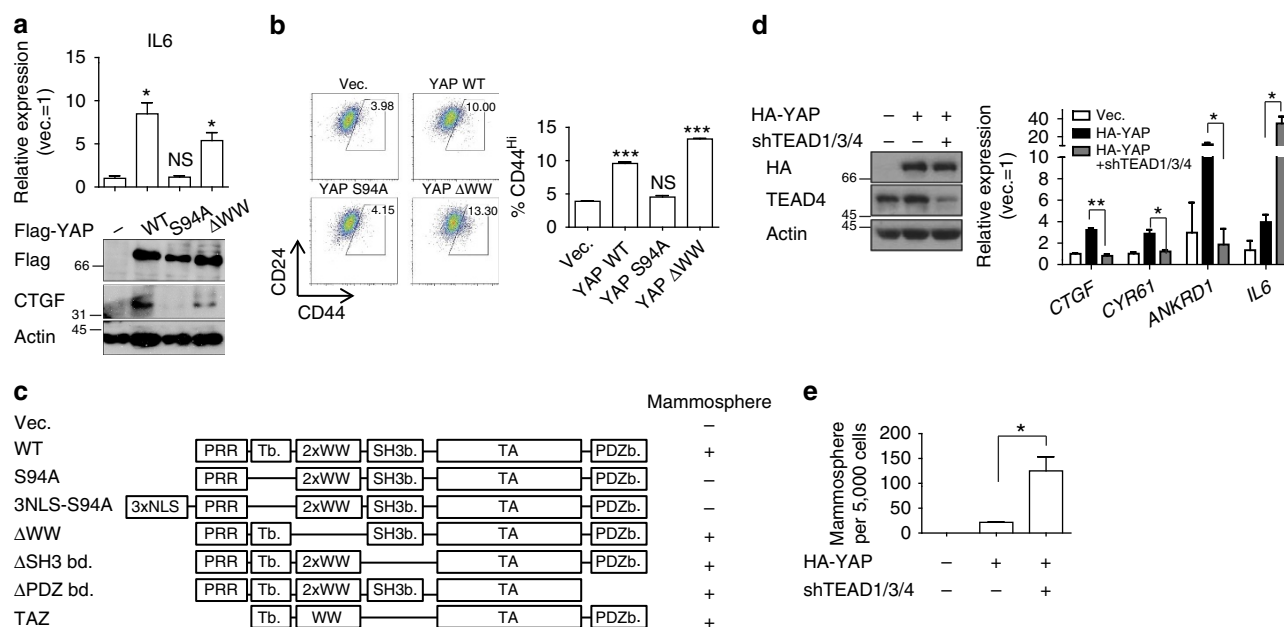 a
IL6
Relative expression
(vec.=1)
15
10
5
0
*
NS
*
Flag-YAP
–
WT
S94A
ΔWW
Flag
66
CTGF
31
Actin
45
b
Vec.
3.98
YAP WT
10.00
YAP S94A
4.15
YAP ΔWW
13.30
CD24
CD44
% CD44Hi
15
10
5
0
***
NS
***
Vec.
YAP WT
YAP S94A
YAP ΔWW
c
Mammosphere
Vec. –
WT PRR Tb. 2xWW SH3b. TA PDZb. +
S94A PRR 2xWW SH3b. TA PDZb. –
3NLS-S94A 3xNLS PRR 2xWW SH3b. TA PDZb. –
ΔWW PRR Tb. SH3b. TA PDZb. +
ΔSH3 bd. PRR Tb. 2xWW TA PDZb. +
ΔPDZ bd. PRR Tb. 2xWW SH3b. TA +
TAZ Tb. WW TA PDZb. +
d
HA-YAP – + +
shTEAD1/3/4 – – +
HA
66
TEAD4
45
Actin
45
Relative expression
(vec.=1)
40
20
10
8
6
4
2
0
Vec.
HA-YAP
HA-YAP
+shTEAD1/3/4
**
*
*
*
CTGF
CYR61
ANKRD1
IL6
e
Mammosphere
per 5,000 cells
200
150
100
50
0
*
HA-YAP – + +
shTEAD1/3/4 – – +